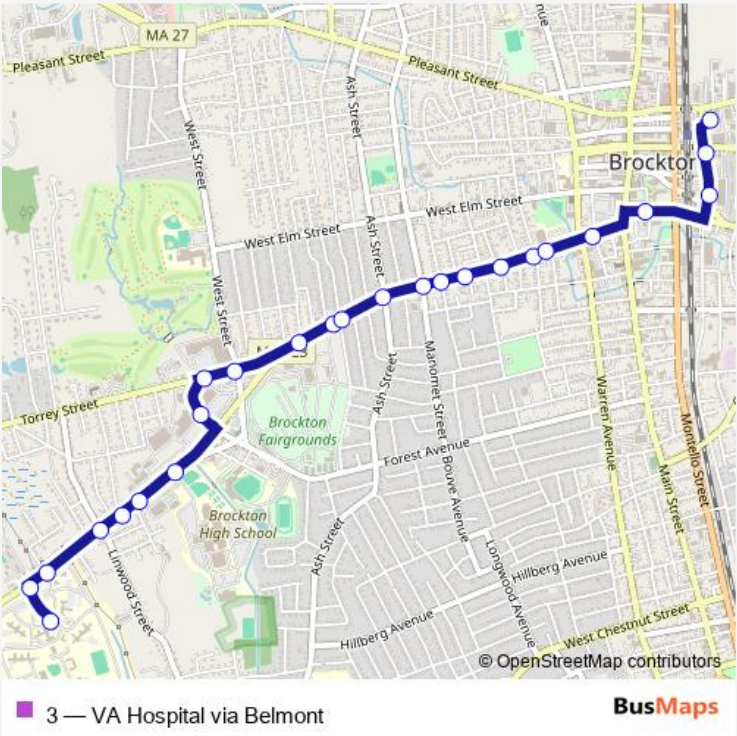 MA 27
Pleasant Street
Pleasant Street
Ash Street
West Street
Brockton
West Elm Street
West Elm Street
Ash Street
West Street
Torrey Street
Ash Street
Manomet Street
Warren Avenue
Brockton
Fairgrounds
Forest Avenue
Montello Street
Bouve Avenue
Main Street
Brockton
High School
Ash Street
Linwood Street
Longwood Avenue
Hillberg Avenue
Hillberg Avenue
West Chestnut Street
© OpenStreetMap contributors
3 — VA Hospital via Belmont
BusMaps